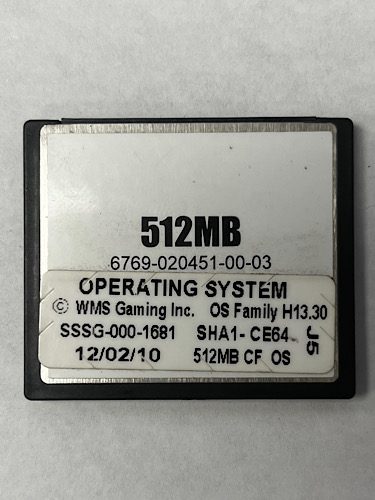 512MB
6769-020451-00-03
OPERATING SYSTEM
© WMS Gaming Inc. OS Family H13.30
SSSG-000-1681 SHA1- CE64
12/02/10 512MB CF OS
J5